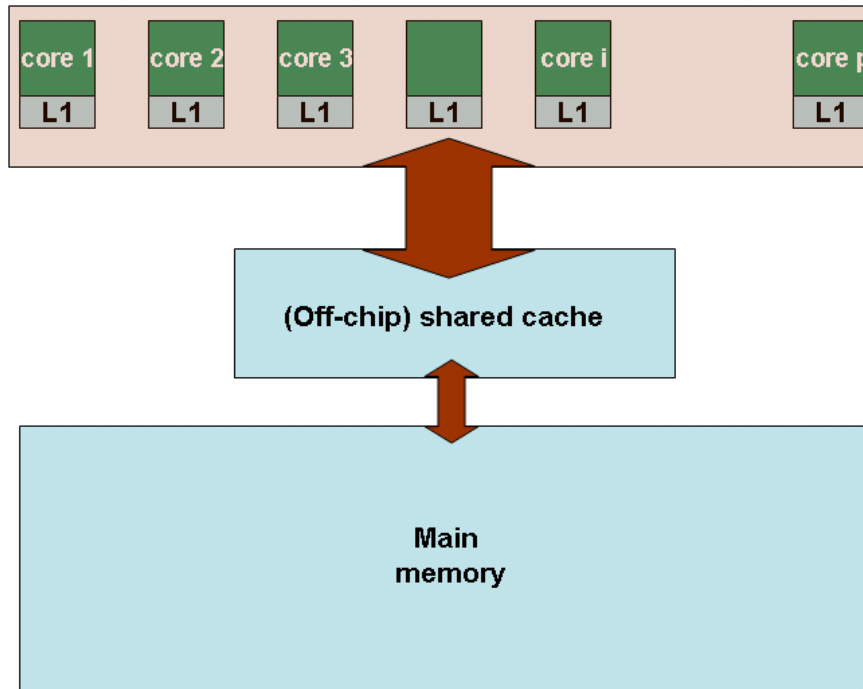 core 1 core 2 core 3 core i core p
L1 L1 L1 L1 L1 L1
(Off-chip) shared cache
Main
memory